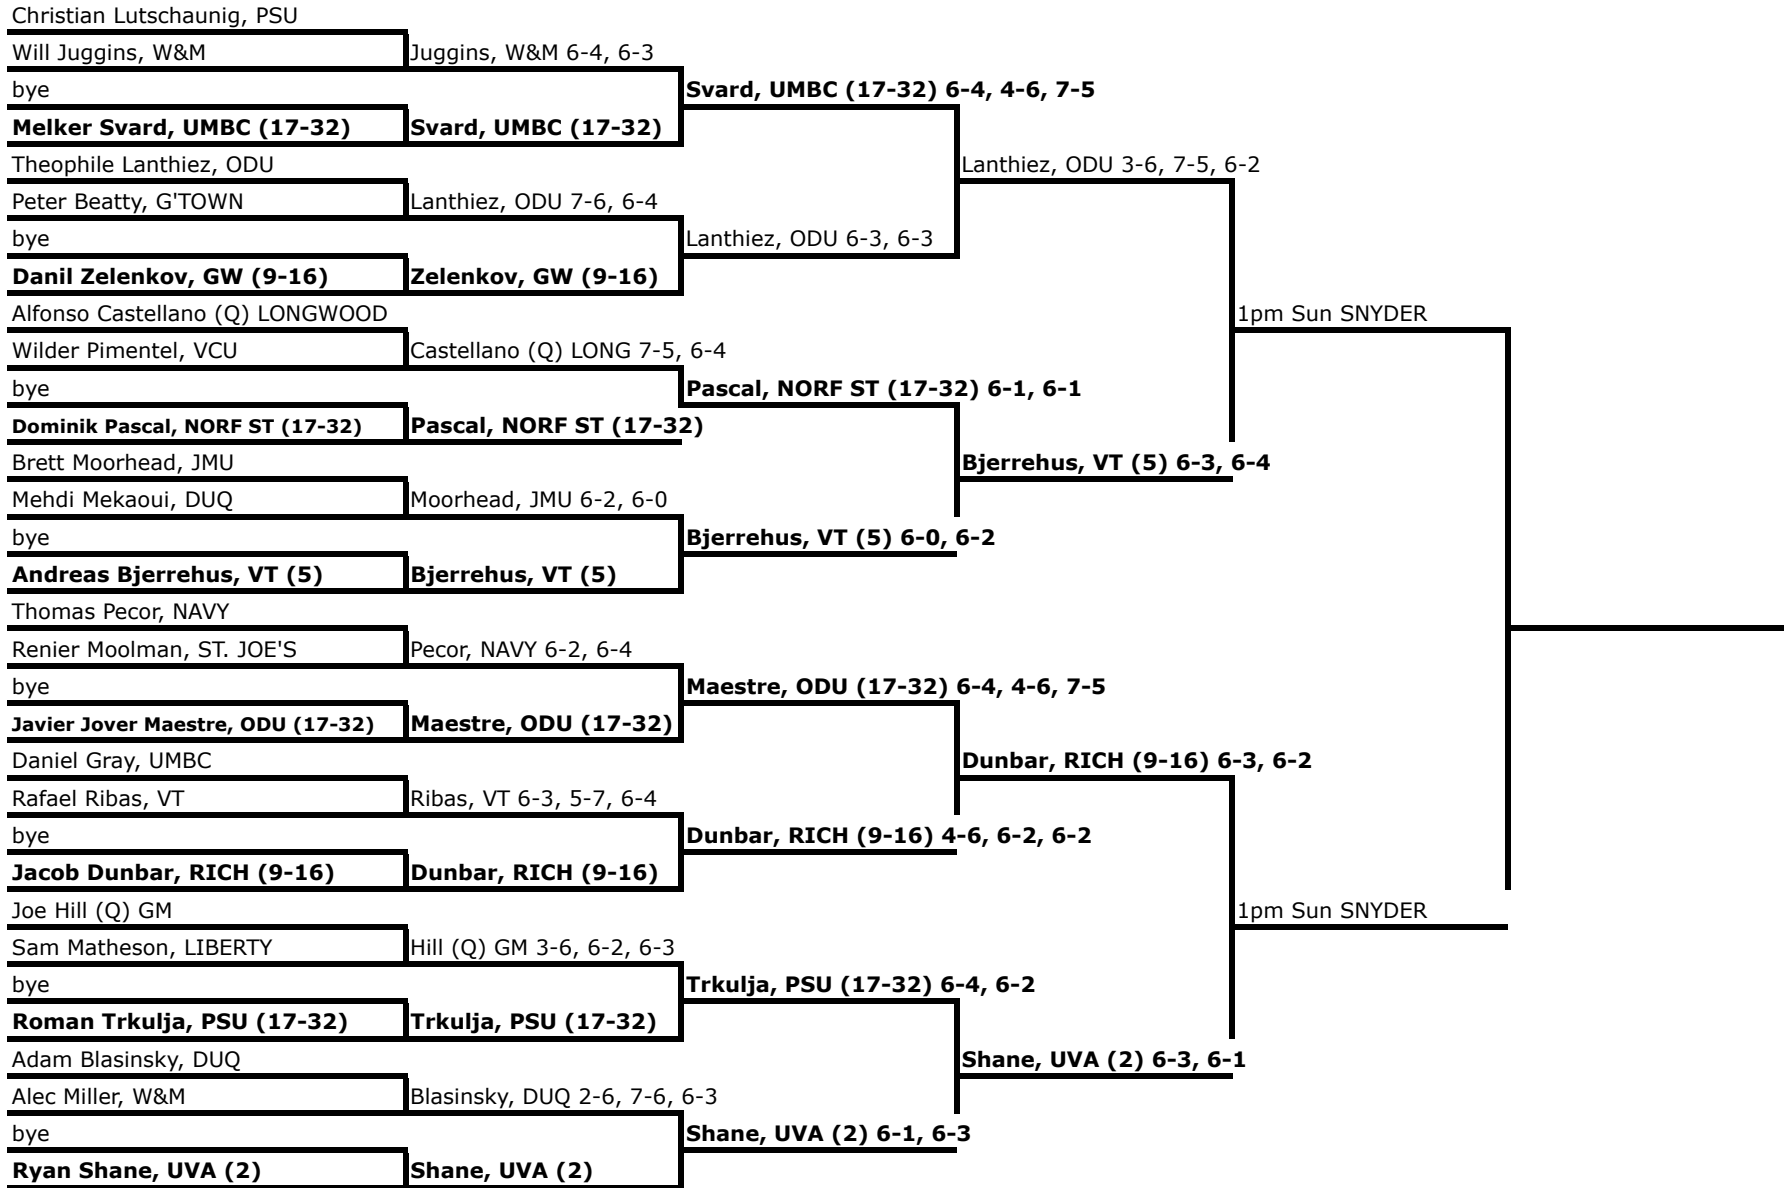 Christian Lutschaunig, PSU
Will Juggins, W&M
Juggins, W&M 6-4, 6-3
bye
Svard, UMBC (17-32) 6-4, 4-6, 7-5
Melker Svard, UMBC (17-32)
Svard, UMBC (17-32)
Theophile Lanthiez, ODU
Lanthiez, ODU 3-6, 7-5, 6-2
Peter Beatty, G'TOWN
Lanthiez, ODU 7-6, 6-4
bye
Lanthiez, ODU 6-3, 6-3
Danil Zelenkov, GW (9-16)
Zelenkov, GW (9-16)
Alfonso Castellano (Q) LONGWOOD
1pm Sun SNYDER
Wilder Pimentel, VCU
Castellano (Q) LONG 7-5, 6-4
bye
Pascal, NORF ST (17-32) 6-1, 6-1
Dominik Pascal, NORF ST (17-32)
Pascal, NORF ST (17-32)
Brett Moorhead, JMU
Bjerrehus, VT (5) 6-3, 6-4
Mehdi Mekaoui, DUQ
Moorhead, JMU 6-2, 6-0
bye
Bjerrehus, VT (5) 6-0, 6-2
Andreas Bjerrehus, VT (5)
Bjerrehus, VT (5)
Thomas Pecor, NAVY
Renier Moolman, ST. JOE'S
Pecor, NAVY 6-2, 6-4
bye
Maestre, ODU (17-32) 6-4, 4-6, 7-5
Javier Jover Maestre, ODU (17-32)
Maestre, ODU (17-32)
Daniel Gray, UMBC
Dunbar, RICH (9-16) 6-3, 6-2
Rafael Ribas, VT
Ribas, VT 6-3, 5-7, 6-4
bye
Dunbar, RICH (9-16) 4-6, 6-2, 6-2
Jacob Dunbar, RICH (9-16)
Dunbar, RICH (9-16)
Joe Hill (Q) GM
1pm Sun SNYDER
Sam Matheson, LIBERTY
Hill (Q) GM 3-6, 6-2, 6-3
bye
Trkulja, PSU (17-32) 6-4, 6-2
Roman Trkulja, PSU (17-32)
Trkulja, PSU (17-32)
Adam Blasinsky, DUQ
Shane, UVA (2) 6-3, 6-1
Alec Miller, W&M
Blasinsky, DUQ 2-6, 7-6, 6-3
bye
Shane, UVA (2) 6-1, 6-3
Ryan Shane, UVA (2)
Shane, UVA (2)